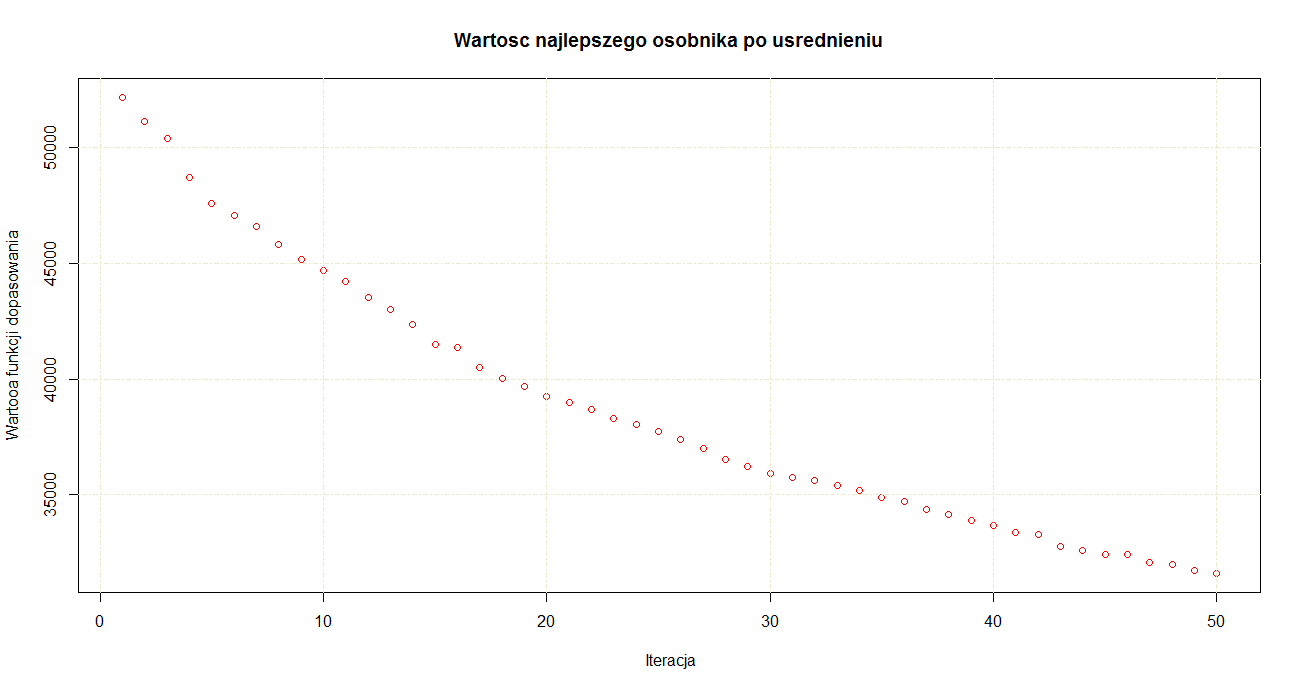 Wartosc najlepszego osobnika po usrednieniu
Wartooa funkcji dopasowania
50000
45000
40000
35000
0 10 20 30 40 50
Iteracja